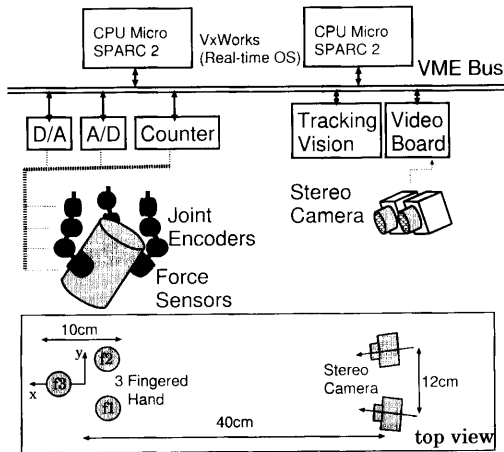 CPU Micro
SPARC 2
VxWorks
(Real-time OS)
CPU Micro
SPARC 2
VME Bus
D/A
A/D
Counter
Tracking
Vision
Video
Board
Joint
Encoders
Force
Sensors
Stereo
Camera
10cm
y
x
f3
f2
f1
3 Fingered
Hand
40cm
Stereo
Camera
12cm
top view